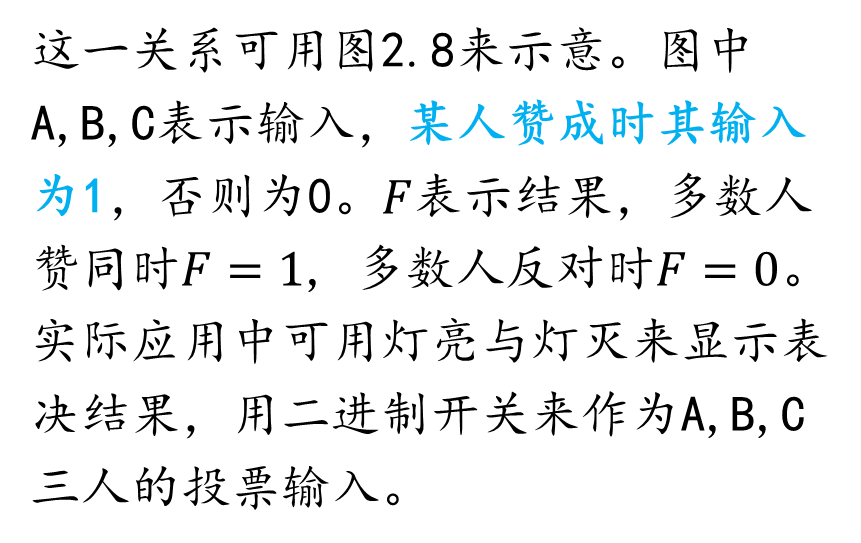 这一关系可用图2.8来示意。图中
A,B,C表示输入，某人赞成时其输入
为1，否则为0。F表示结果，多数人
赞同时F = 1，多数人反对时F = 0。
实际应用中可用灯亮与灯灭来显示表
决结果，用二进制开关来作为A,B,C
三人的投票输入。